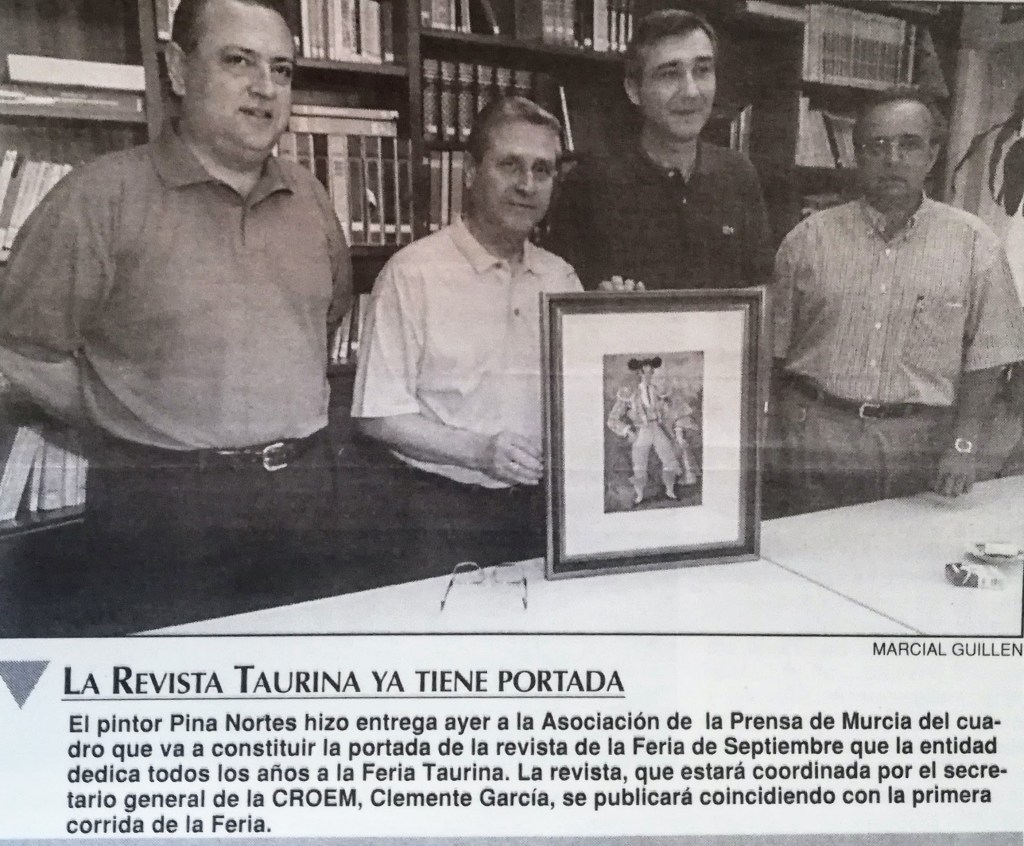 MARCIAL GUILLEN
LA REVISTA TAURINA YA TIENE PORTADA
El pintor Pina Nortes hizo entrega ayer a la Asociación de la Prensa de Murcia del cua-
dro que va a constituir la portada de la revista de la Feria de Septiembre que la entidad
dedica todos los años a la Feria Taurina. La revista, que estará coordinada por el secre-
tario general de la CROEM, Clemente García, se publicará coincidiendo con la primera
corrida de la Feria.